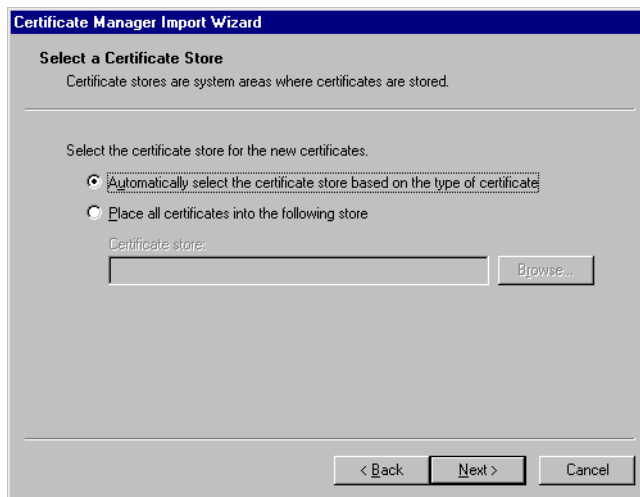 Certificate Manager Import Wizard
Select a Certificate Store
Certificate stores are system areas where certificates are stored.
Select the certificate store for the new certificates.
Automatically select the certificate store based on the type of certificate
Place all certificates into the following store
Certificate store:
Browse...
< Back Next > Cancel